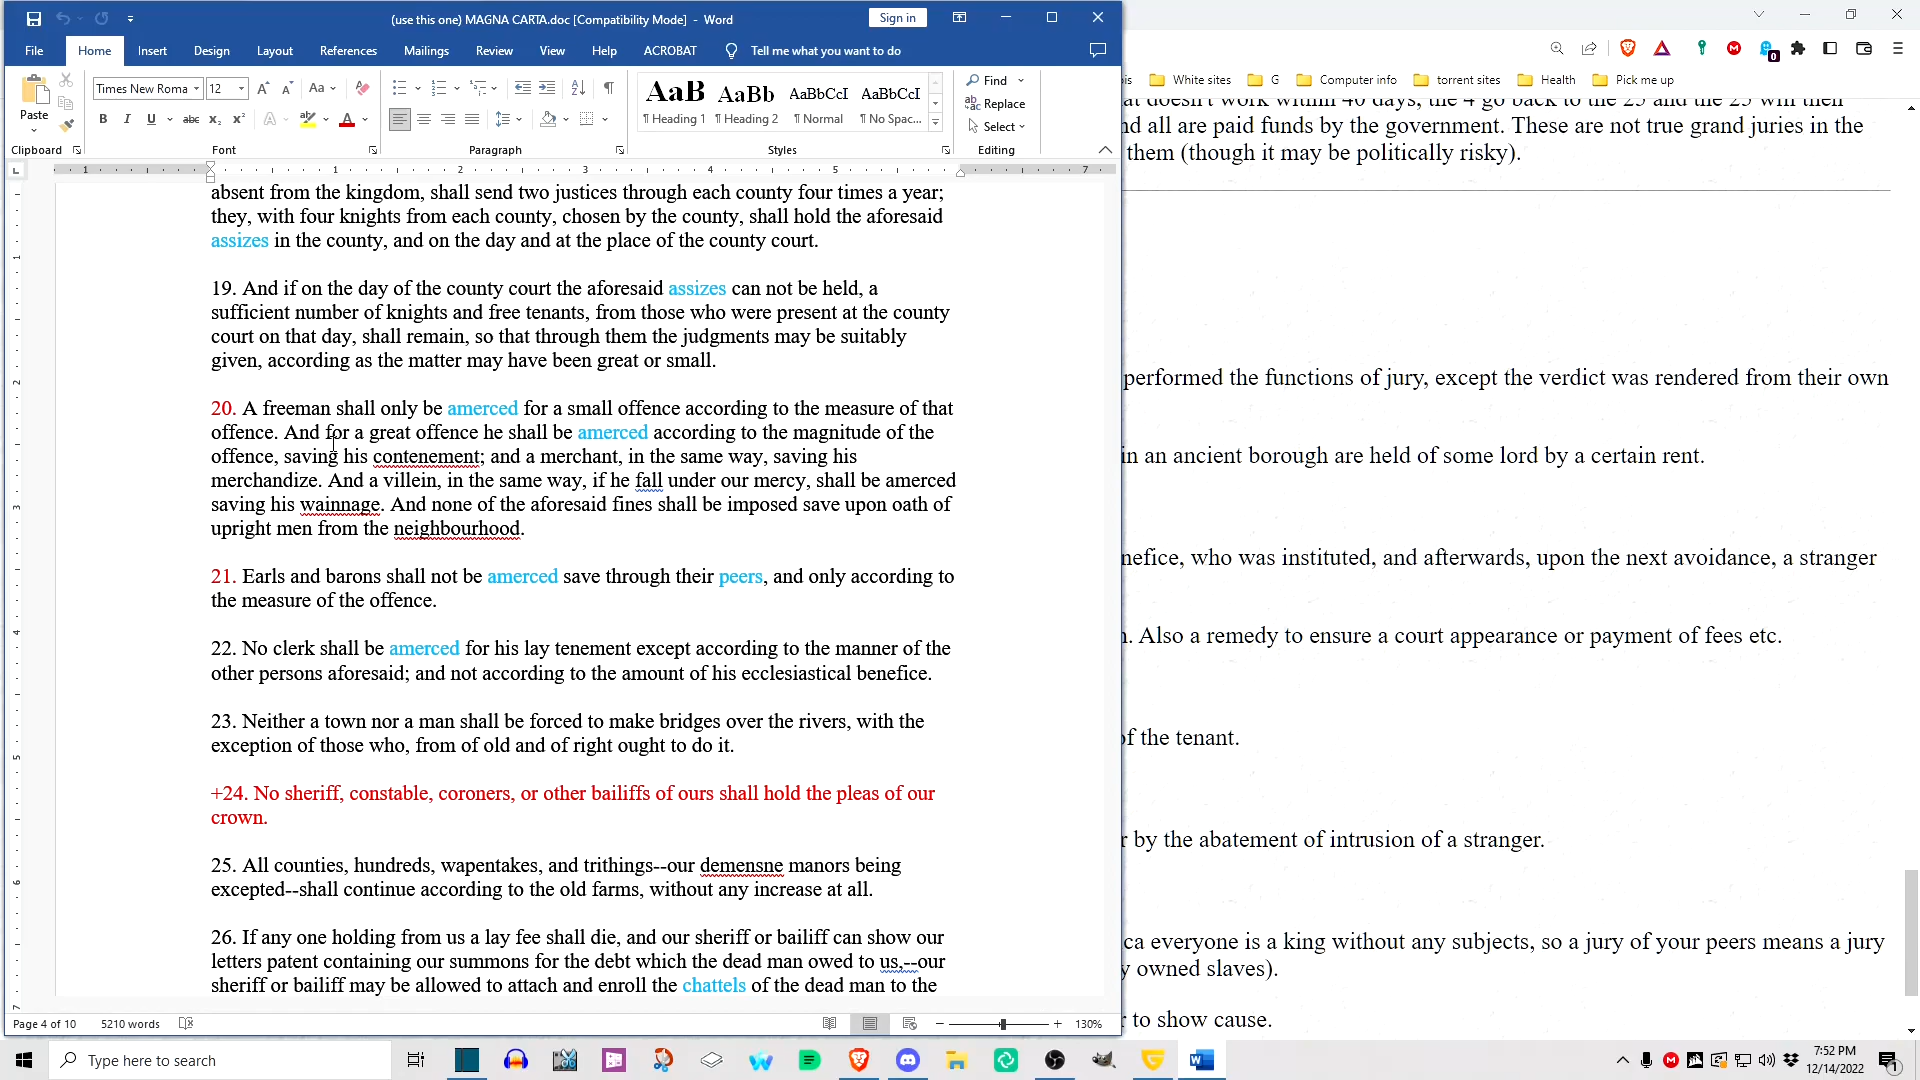 (use this one) MAGNA CARTA.doc [Compatibility Mode] - Word
Sign in
File Home Insert Design Layout References Mailings Review View Help ACROBAT Tell me what you want to do
Paste
Times New Roma 12
Find
Replace
Select
AaB AaBb AaBbCcI AaBbCcI
¶ Heading 1 ¶ Heading 2 ¶ Normal ¶ No Spac...
Clipboard Font Paragraph Styles Editing
absent from the kingdom, shall send two justices through each county four times a year;
they, with four knights from each county, chosen by the county, shall hold the aforesaid
assizes in the county, and on the day and at the place of the county court.
19. And if on the day of the county court the aforesaid assizes can not be held, a
sufficient number of knights and free tenants, from those who were present at the county
court on that day, shall remain, so that through them the judgments may be suitably
given, according as the matter may have been great or small.
20. A freeman shall only be amerced for a small offence according to the measure of that
offence. And for a great offence he shall be amerced according to the magnitude of the
offence, saving his contenement; and a merchant, in the same way, saving his
merchandize. And a villein, in the same way, if he fall under our mercy, shall be amerced
saving his wainnage. And none of the aforesaid fines shall be imposed save upon oath of
upright men from the neighbourhood.
21. Earls and barons shall not be amerced save through their peers, and only according to
the measure of the offence.
22. No clerk shall be amerced for his lay tenement except according to the manner of the
other persons aforesaid; and not according to the amount of his ecclesiastical benefice.
23. Neither a town nor a man shall be forced to make bridges over the rivers, with the
exception of those who, from of old and of right ought to do it.
+24. No sheriff, constable, coroners, or other bailiffs of ours shall hold the pleas of our
crown.
25. All counties, hundreds, wapentakes, and trithings--our demensne manors being
excepted--shall continue according to the old farms, without any increase at all.
26. If any one holding from us a lay fee shall die, and our sheriff or bailiff can show our
letters patent containing our summons for the debt which the dead man owed to us,--our
sheriff or bailiff may be allowed to attach and enroll the chattels of the dead man to the
Page 4 of 10 5210 words 130%
White sites G Computer info torrent sites Health Pick me up
at doesn't work within 40 days, the 4 go back to the 25 and the 25 will then
nd all are paid funds by the government. These are not true grand juries in the
them (though it may be politically risky).
performed the functions of jury, except the verdict was rendered from their own
in an ancient borough are held of some lord by a certain rent.
nefice, who was instituted, and afterwards, upon the next avoidance, a stranger
. Also a remedy to ensure a court appearance or payment of fees etc.
of the tenant.
r by the abatement of intrusion of a stranger.
ca everyone is a king without any subjects, so a jury of your peers means a jury
y owned slaves).
r to show cause.
Type here to search
7:52 PM
12/14/2022